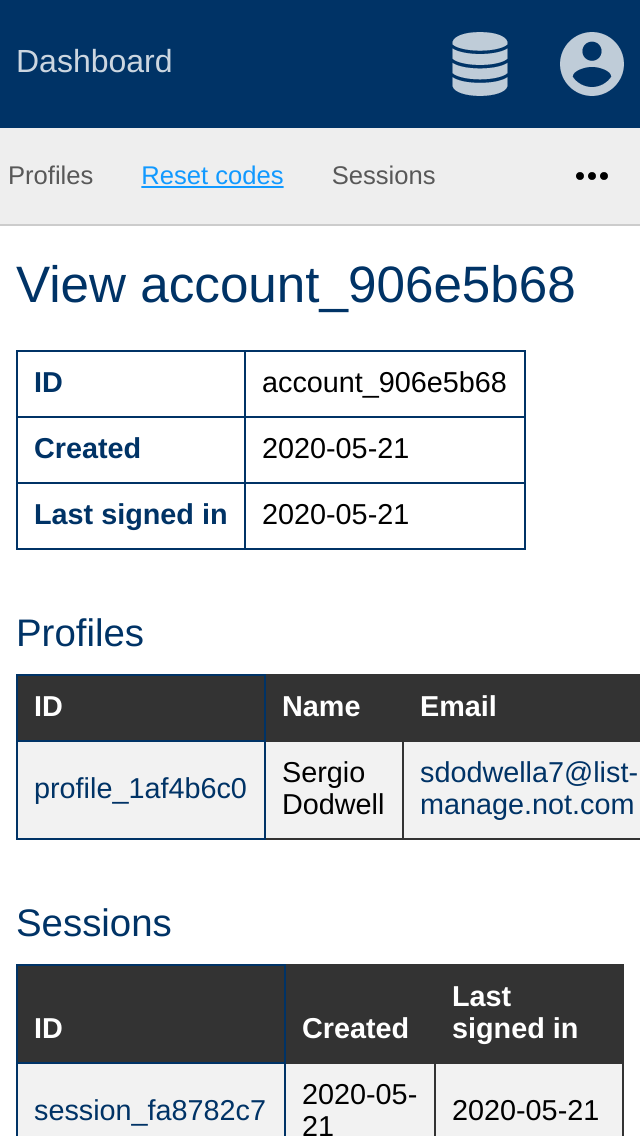 Dashboard
Profiles Reset codes Sessions •••
View account_906e5b68
ID account_906e5b68
Created 2020-05-21
Last signed in 2020-05-21
Profiles
ID Name Email
profile_1af4b6c0 Sergio Dodwell sdodwella7@list-manage.not.com
Sessions
ID Created Last signed in
session_fa8782c7 2020-05-21 2020-05-21